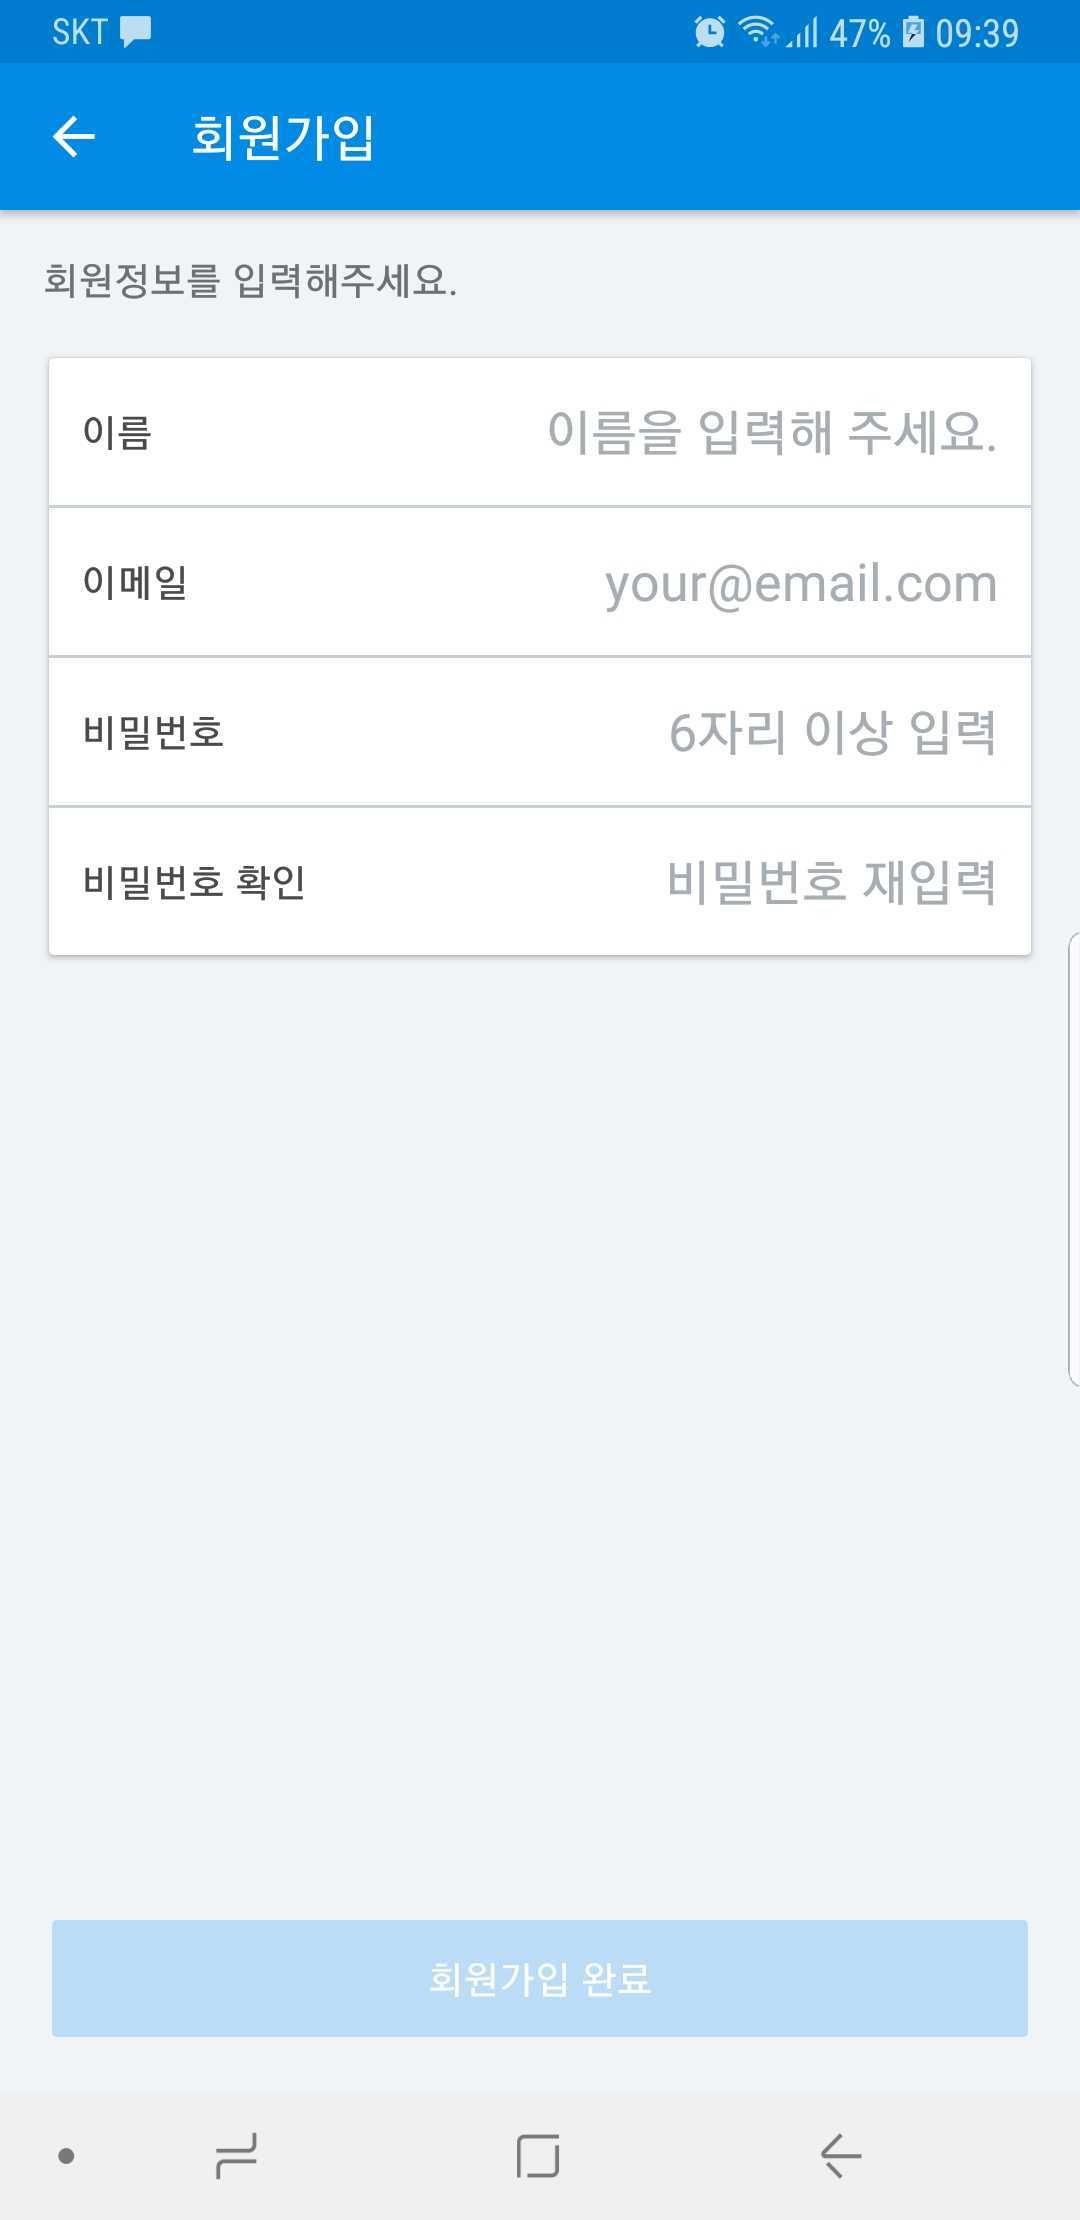 SKT 47% 09:39
회원가입
회원정보를 입력해주세요.
이름 이름을 입력해 주세요.
이메일 your@email.com
비밀번호 6자리 이상 입력
비밀번호 확인 비밀번호 재입력
회원가입 완료